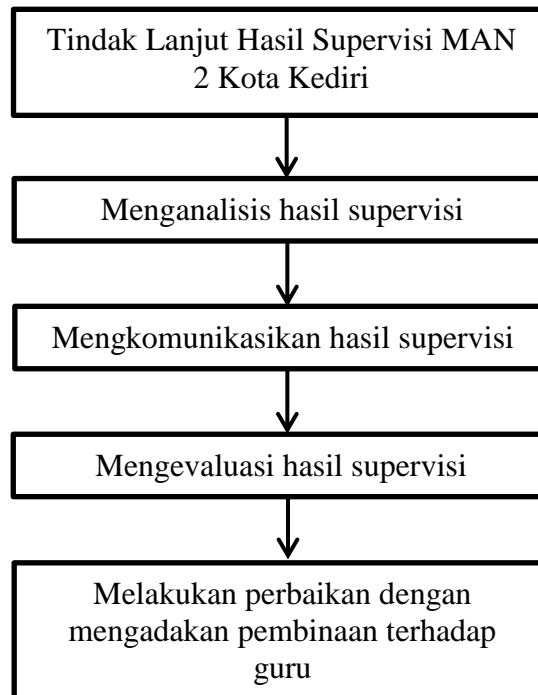 Tindak Lanjut Hasil Supervisi MAN
2 Kota Kediri
Menganalisis hasil supervisi
Mengkomunikasikan hasil supervisi
Mengevaluasi hasil supervisi
Melakukan perbaikan dengan
mengadakan pembinaan terhadap
guru